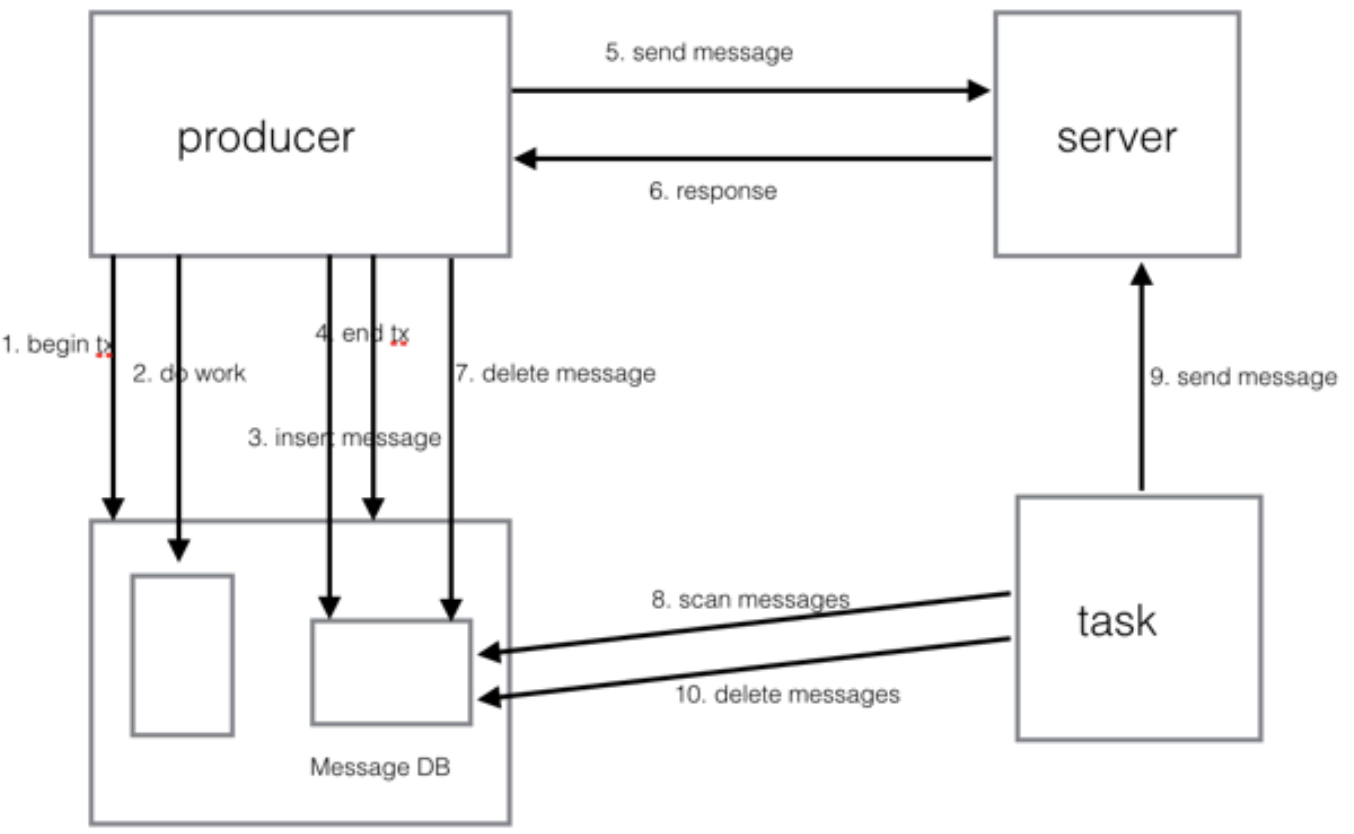 5. send message
producer
server
6. response
4. end tx
1. begin tx
2. do work
7. delete message
9. send message
3. insert message
8. scan messages
task
10. delete messages
Message DB